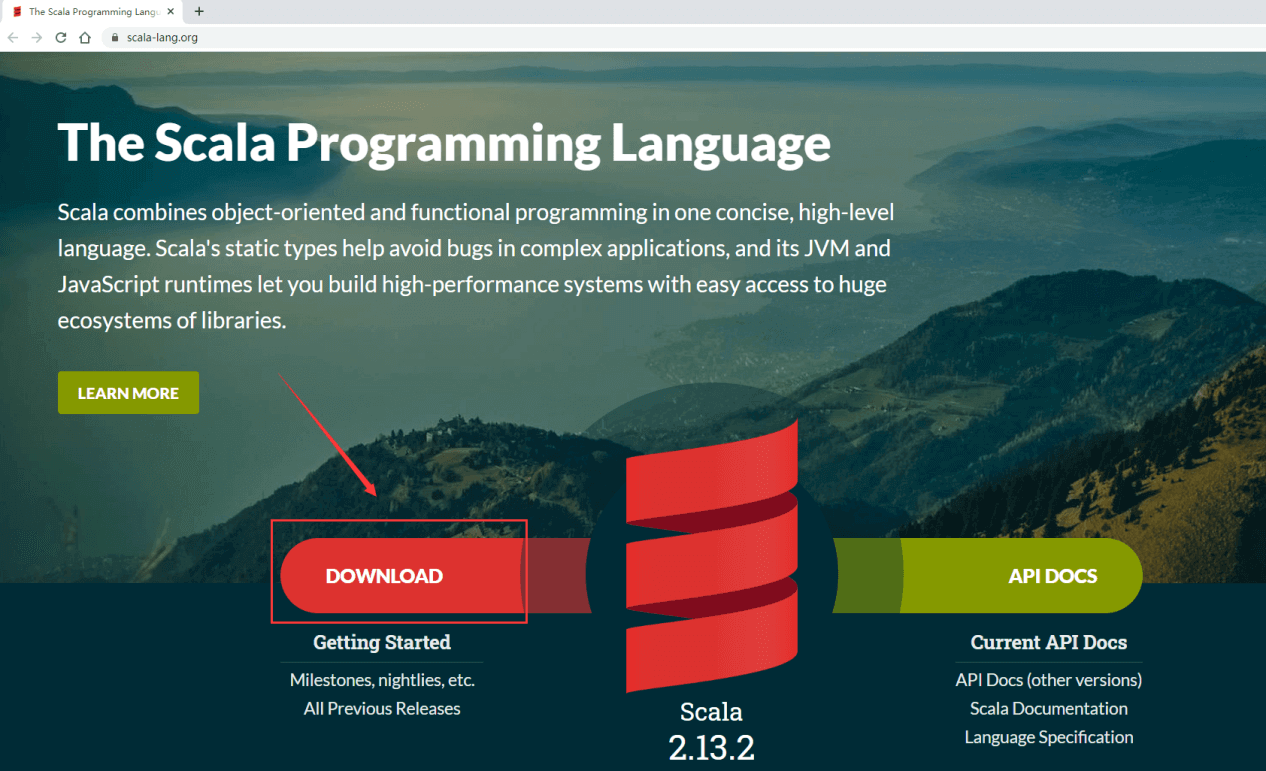 The Scala Programming Langu
scala-lang.org
The Scala Programming Language
Scala combines object-oriented and functional programming in one concise, high-level
language. Scala's static types help avoid bugs in complex applications, and its JVM and
JavaScript runtimes let you build high-performance systems with easy access to huge
ecosystems of libraries.
LEARN MORE
DOWNLOAD
API DOCS
Getting Started
Current API Docs
Milestones, nightlies, etc.
API Docs (other versions)
All Previous Releases
Scala Documentation
Language Specification
Scala
2.13.2